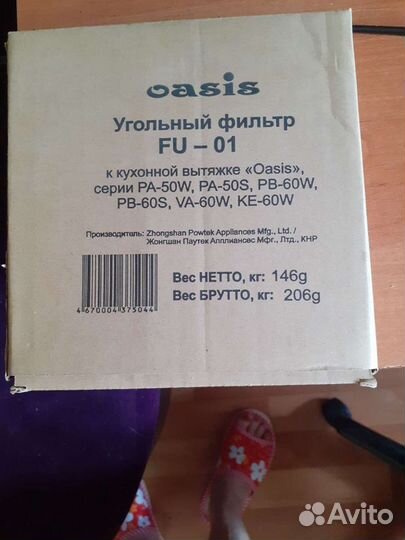 oasis
Угольный фильтр
FU – 01
к кухонной вытяжке «Oasis»,
серии PA-50W, PA-50S, PB-60W,
PB-60S, VA-60W, KE-60W
Производитель: Zhongshan Powtek Appliances Mfg., Ltd. /
Жонгшан Паутек Апплиансес Мфг., Лтд., КНР
Вес НЕТТО, кг: 146g
Вес БРУТТО, кг: 206g
4 670004 375044
Avito